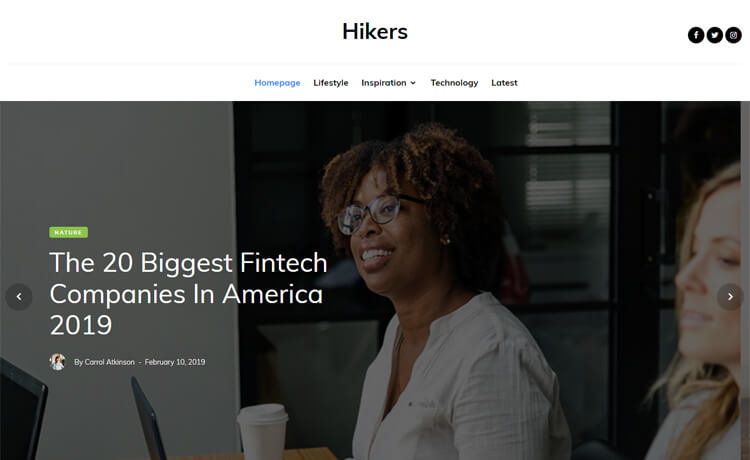 Hikers
Homepage Lifestyle Inspiration Technology Latest
NATURE
The 20 Biggest Fintech
Companies In America
2019
By Carrol Atkinson - February 10, 2019